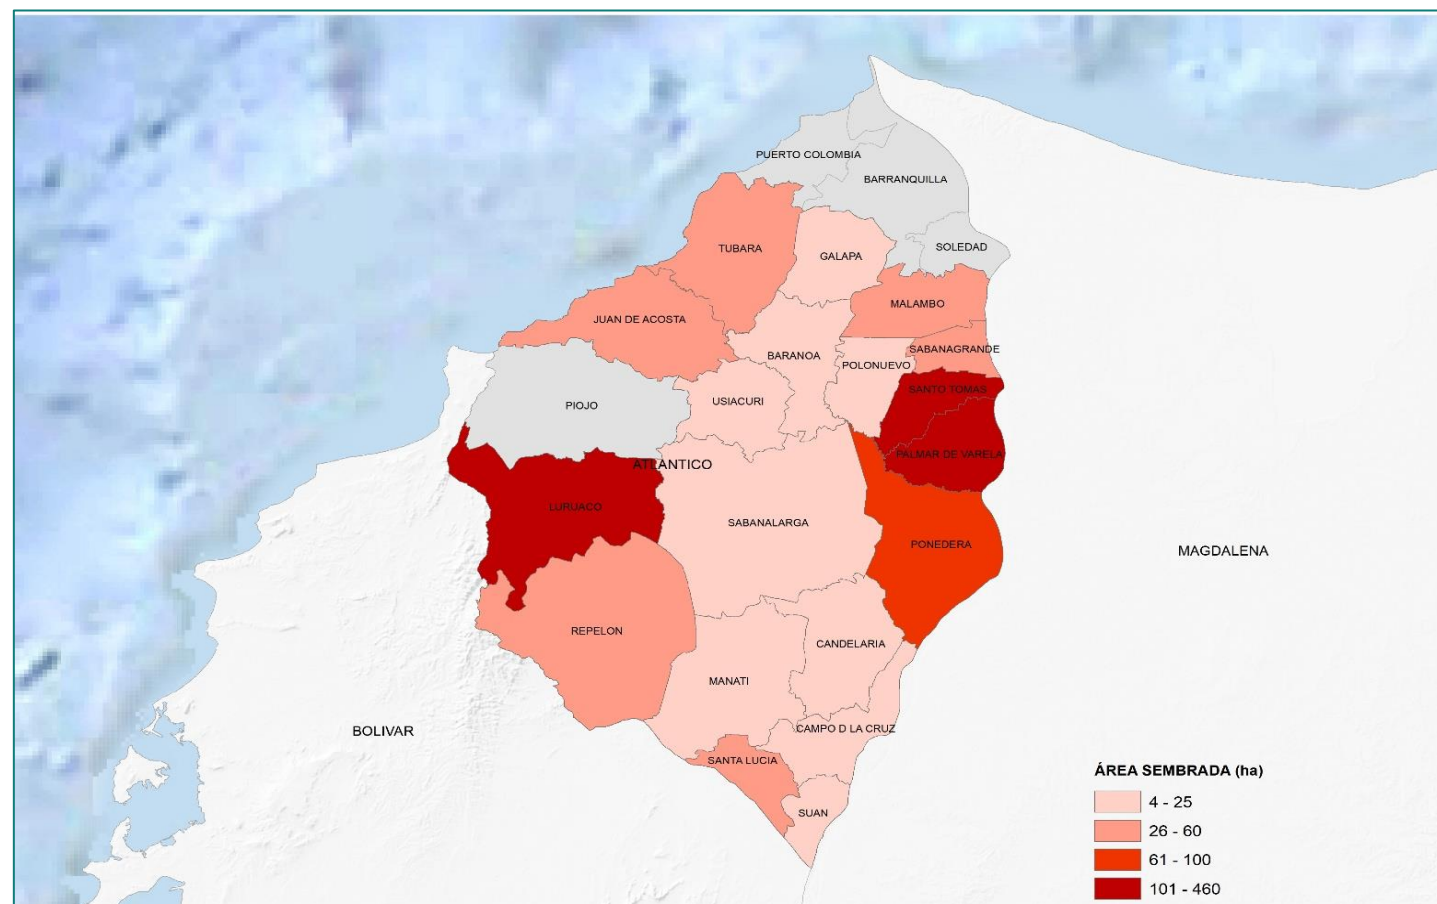 PUERTO COLOMBIA
BARRANQUILLA
SOLEDAD
TUBARA
GALAPA
MALAMBO
JUAN DE ACOSTA
SABANAGRANDE
BARANOA
POLONUEVO
SANTO TOMAS
USIACURI
PIOJO
PALMAR DE VARELA
ATLANTICO
LURUACO
SABANALARGA
PONEDERA
MAGDALENA
REPELON
CANDELARIA
MANATI
BOLIVAR
CAMPO D LA CRUZ
SANTA LUCIA
SUAN
ÁREA SEMBRADA (ha)
4 - 25
26 - 60
61 - 100
101 - 460